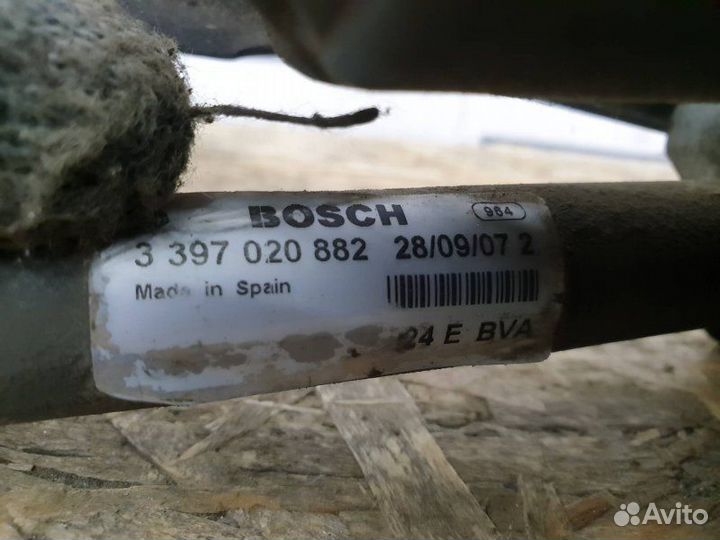 BOSCH 984
3 397 020 882 28/09/07 2
Made in Spain
24 E BVA
Avito